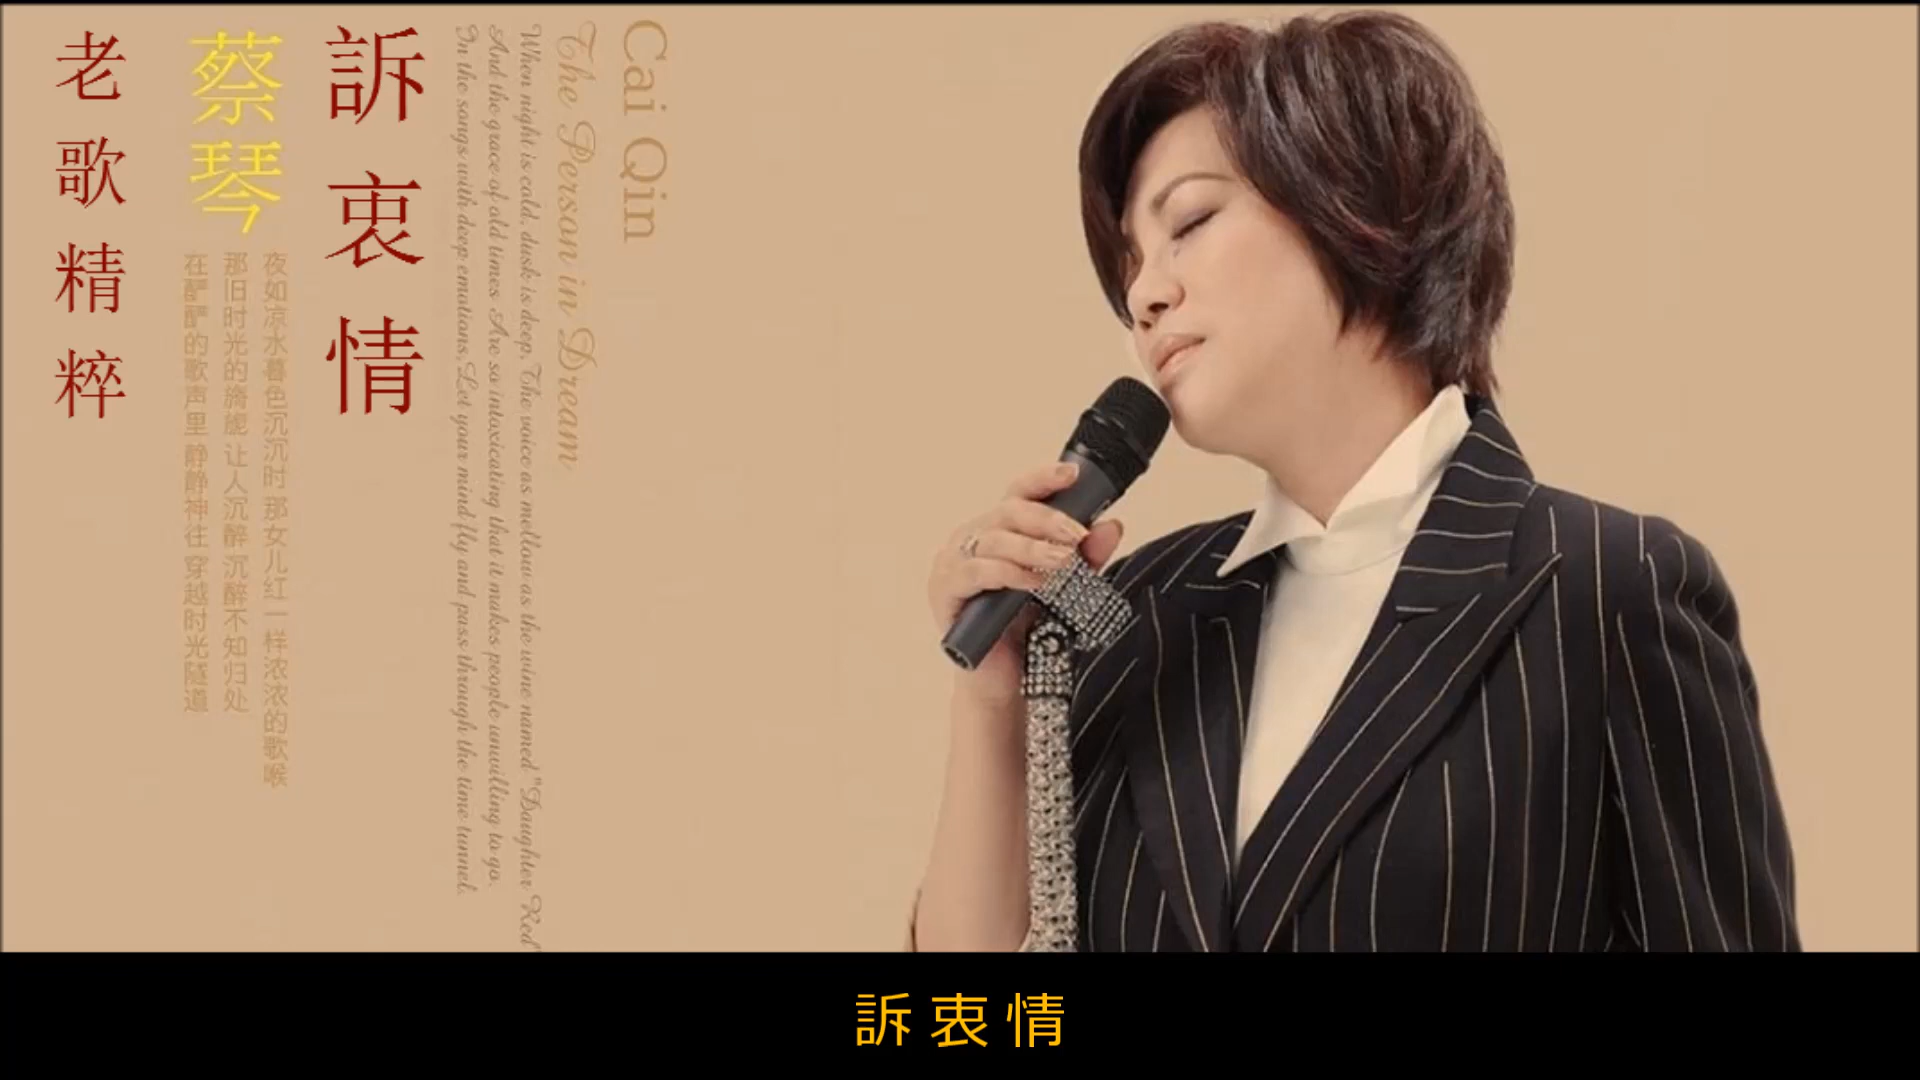 老歌精粹
蔡琴
訴衷情
夜如凉水暮色沉沉时 那女儿红一样浓浓的歌喉
那旧时光的旖旎 让人沉醉 沉醉不知归处
在酽酽的歌声里 静静神往 穿越时光隧道
Cai Qin
The Person in Dream
When night is cold, dusk is deep, The voice as mellow as the wine named "Daughter Red"
And the grace of old times Are so intoxicating that it makes people unwilling to go.
In the songs with deep emotions, Let your mind fly and pass through the time tunnel.
訴衷情